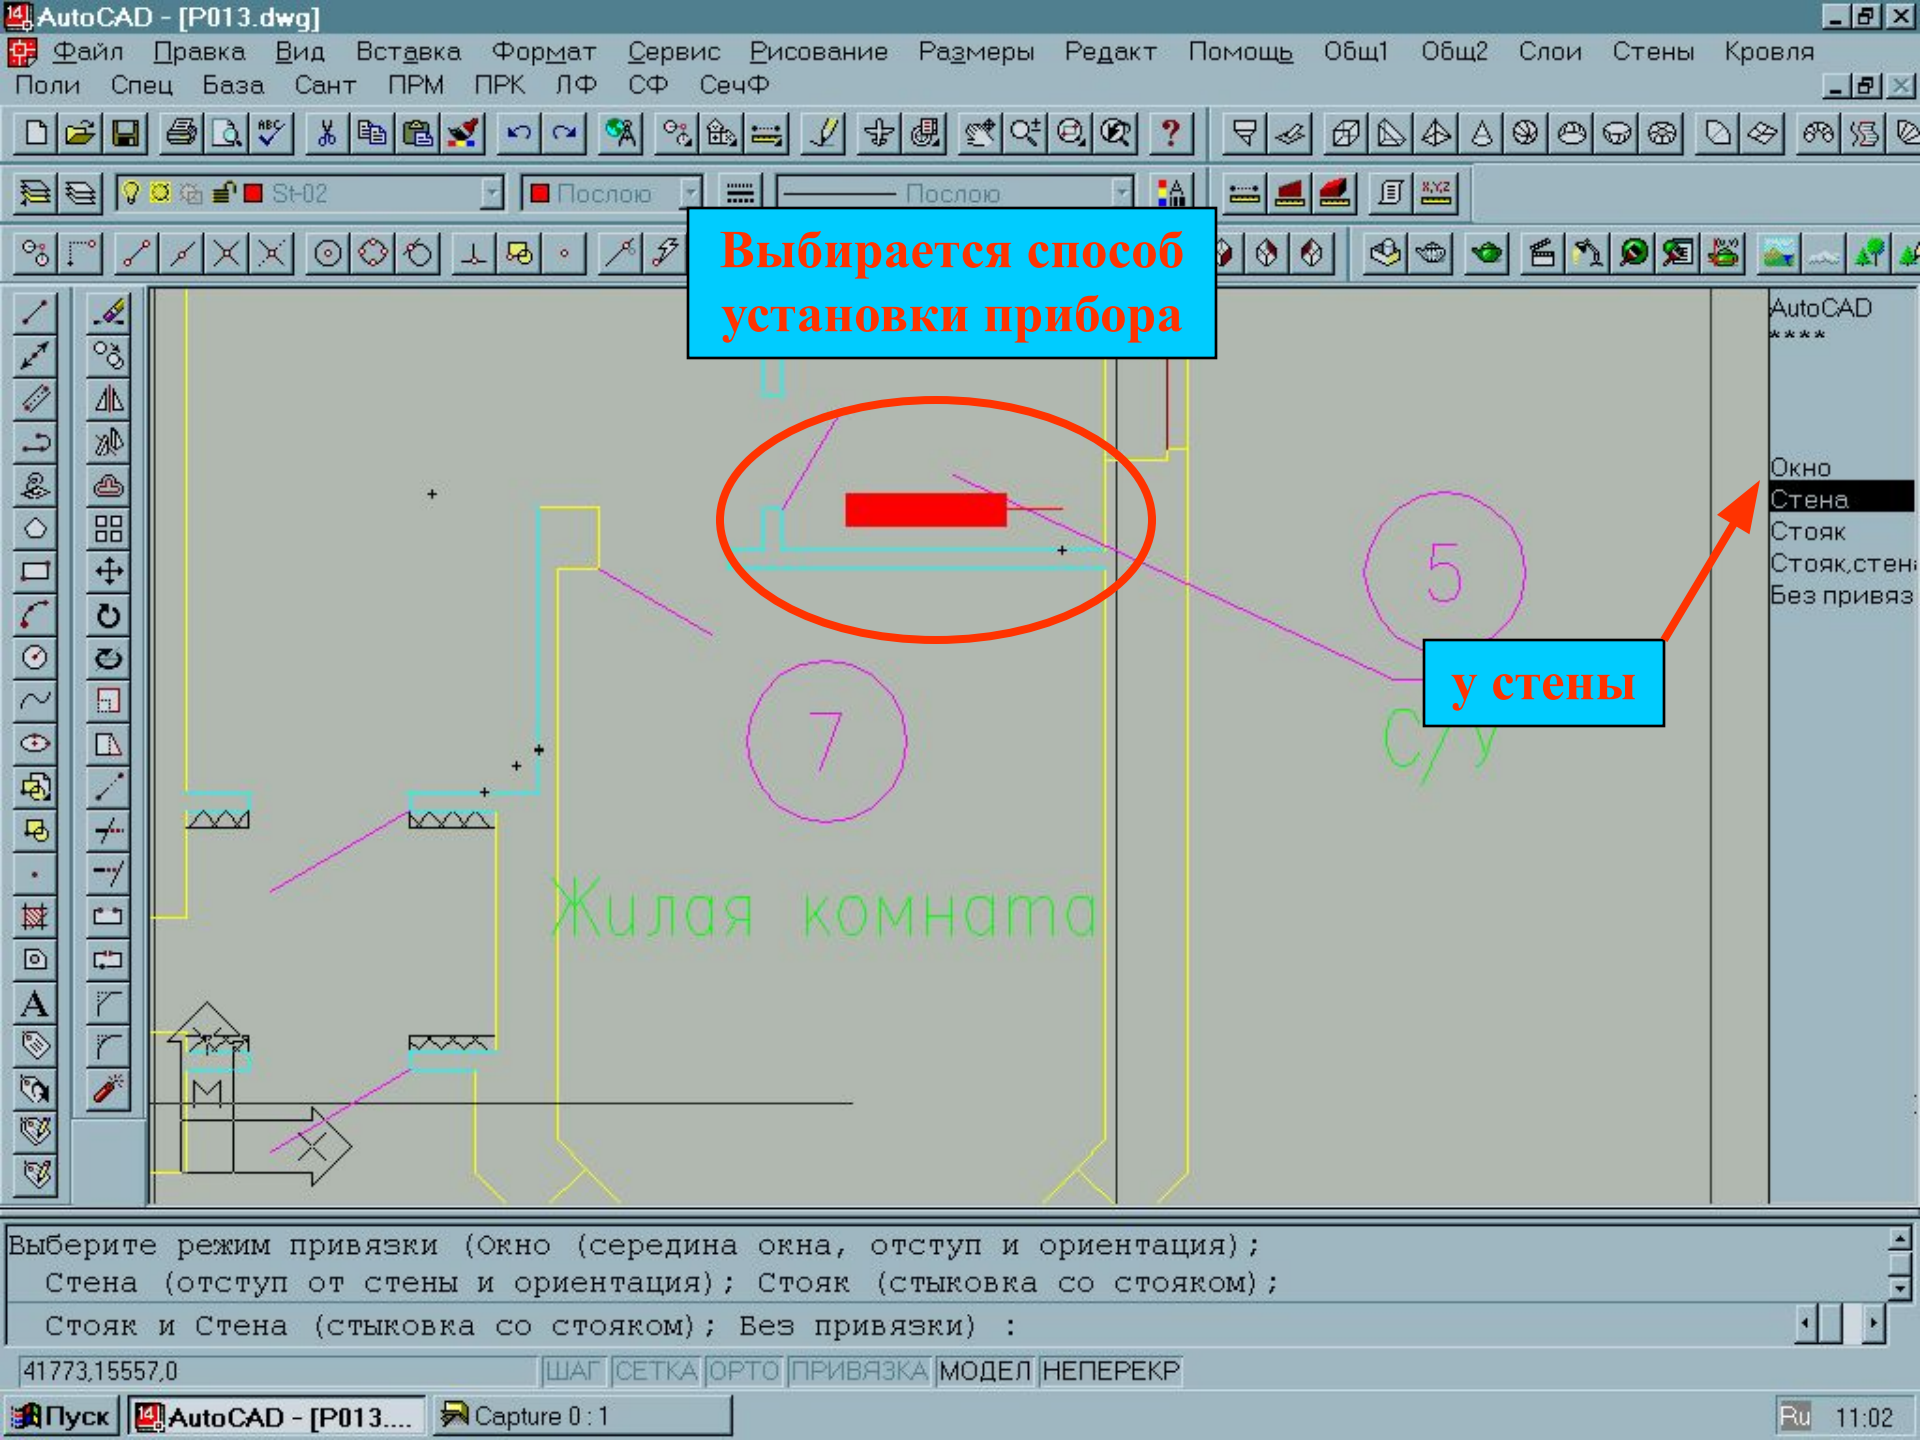 AutoCAD - [P013.dwg]
Файл Правка Вид Вставка Формат Сервис Рисование Размеры Редакт Помощь Общ1 Общ2 Слои Стены Кровля
Поли Спец База Сант ПРМ ПРК ЛФ СФ СечФ
St-02 Послою Послою
Выбирается способ
установки прибора
AutoCAD
****
Окно
Стена
Стояк
Стояк,стен
Без привяз
5
у стены
С/у
7
Жилая комната
М
X
Выберите режим привязки (Окно (середина окна, отступ и ориентация);
Стена (отступ от стены и ориентация); Стояк (стыковка со стояком);
Стояк и Стена (стыковка со стояком); Без привязки) :
41773,15557,0 ШАГ СЕТКА ОРТО ПРИВЯЗКА МОДЕЛ НЕПЕРЕКР
Пуск AutoCAD - [P013.... Capture 0 : 1 Ru 11:02